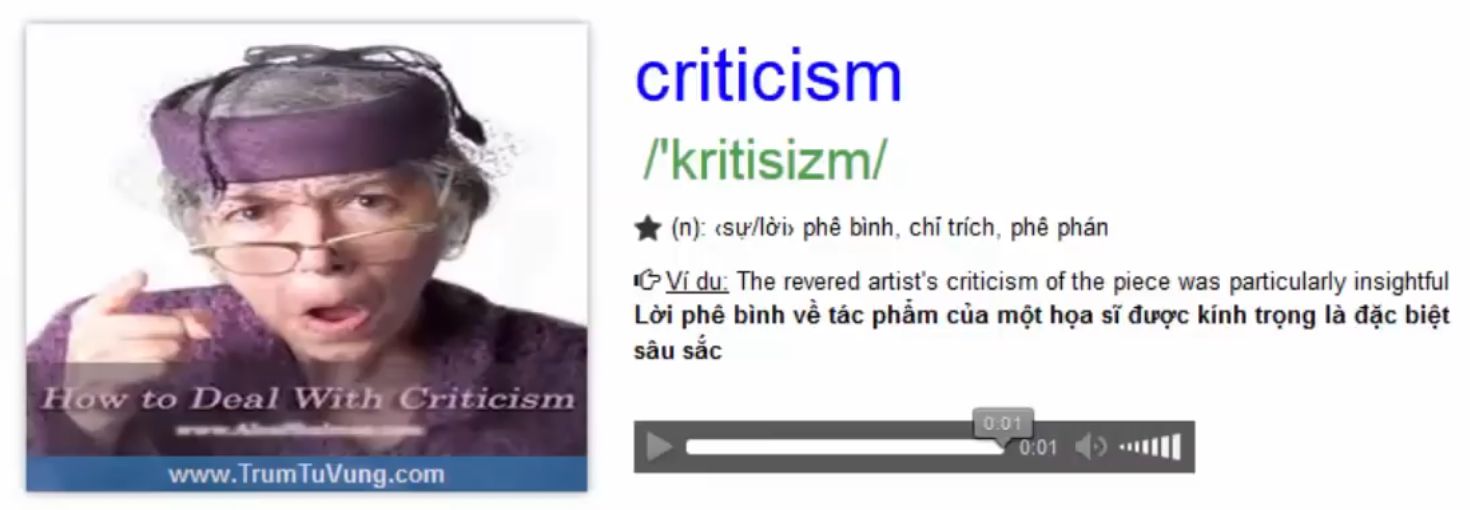 criticism
/'kritisizm/
(n): ‹sự/lời› phê bình, chỉ trích, phê phán
Ví dụ: The revered artist's criticism of the piece was particularly insightful
Lời phê bình về tác phẩm của một họa sĩ được kính trọng là đặc biệt
sâu sắc
0:01
0:01
How to Deal With Criticism
www.TrumTuVung.com